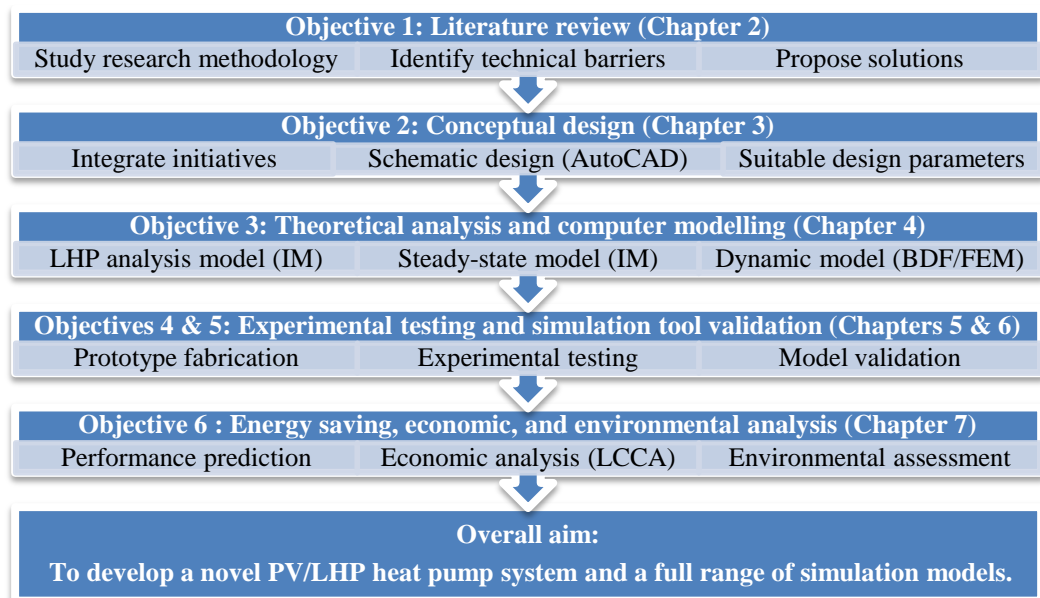 Objective 1: Literature review (Chapter 2)
Study research methodology Identify technical barriers Propose solutions
Objective 2: Conceptual design (Chapter 3)
Integrate initiatives Schematic design (AutoCAD) Suitable design parameters
Objective 3: Theoretical analysis and computer modelling (Chapter 4)
LHP analysis model (IM) Steady-state model (IM) Dynamic model (BDF/FEM)
Objectives 4 & 5: Experimental testing and simulation tool validation (Chapters 5 & 6)
Prototype fabrication Experimental testing Model validation
Objective 6 : Energy saving, economic, and environmental analysis (Chapter 7)
Performance prediction Economic analysis (LCCA) Environmental assessment
Overall aim:
To develop a novel PV/LHP heat pump system and a full range of simulation models.